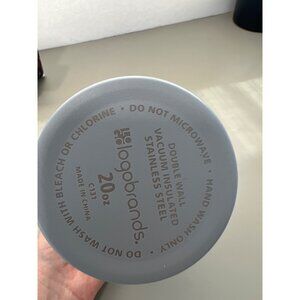 • DO NOT MICROWAVE • HAND WASH ONLY • DO NOT WASH WITH BLEACH OR CHLORINE
DOUBLE WALL
VACUUM INSULATED
STAINLESS STEEL
logobrands.
20oz
C131
MADE IN CHINA